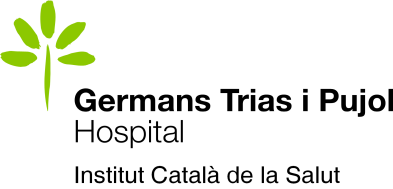 Germans Trias i Pujol
Hospital
Institut Català de la Salut